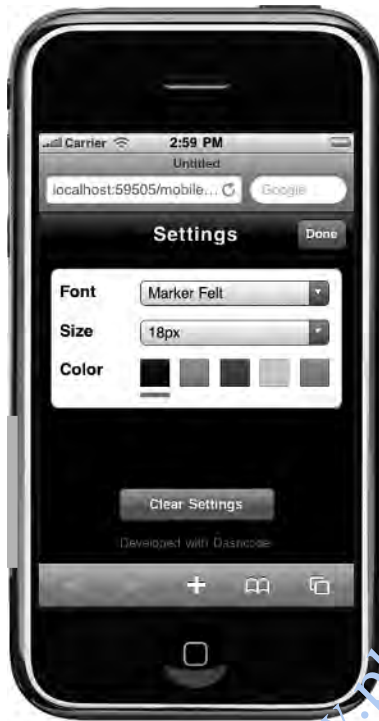 Carrier 2:59 PM
Untitled
localhost:59505/mobile... Google
Settings Done
Font Marker Felt
Size 18px
Color
Clear Settings
Developed with Dashcode